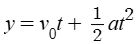 y = v₀t + 1/2 at²